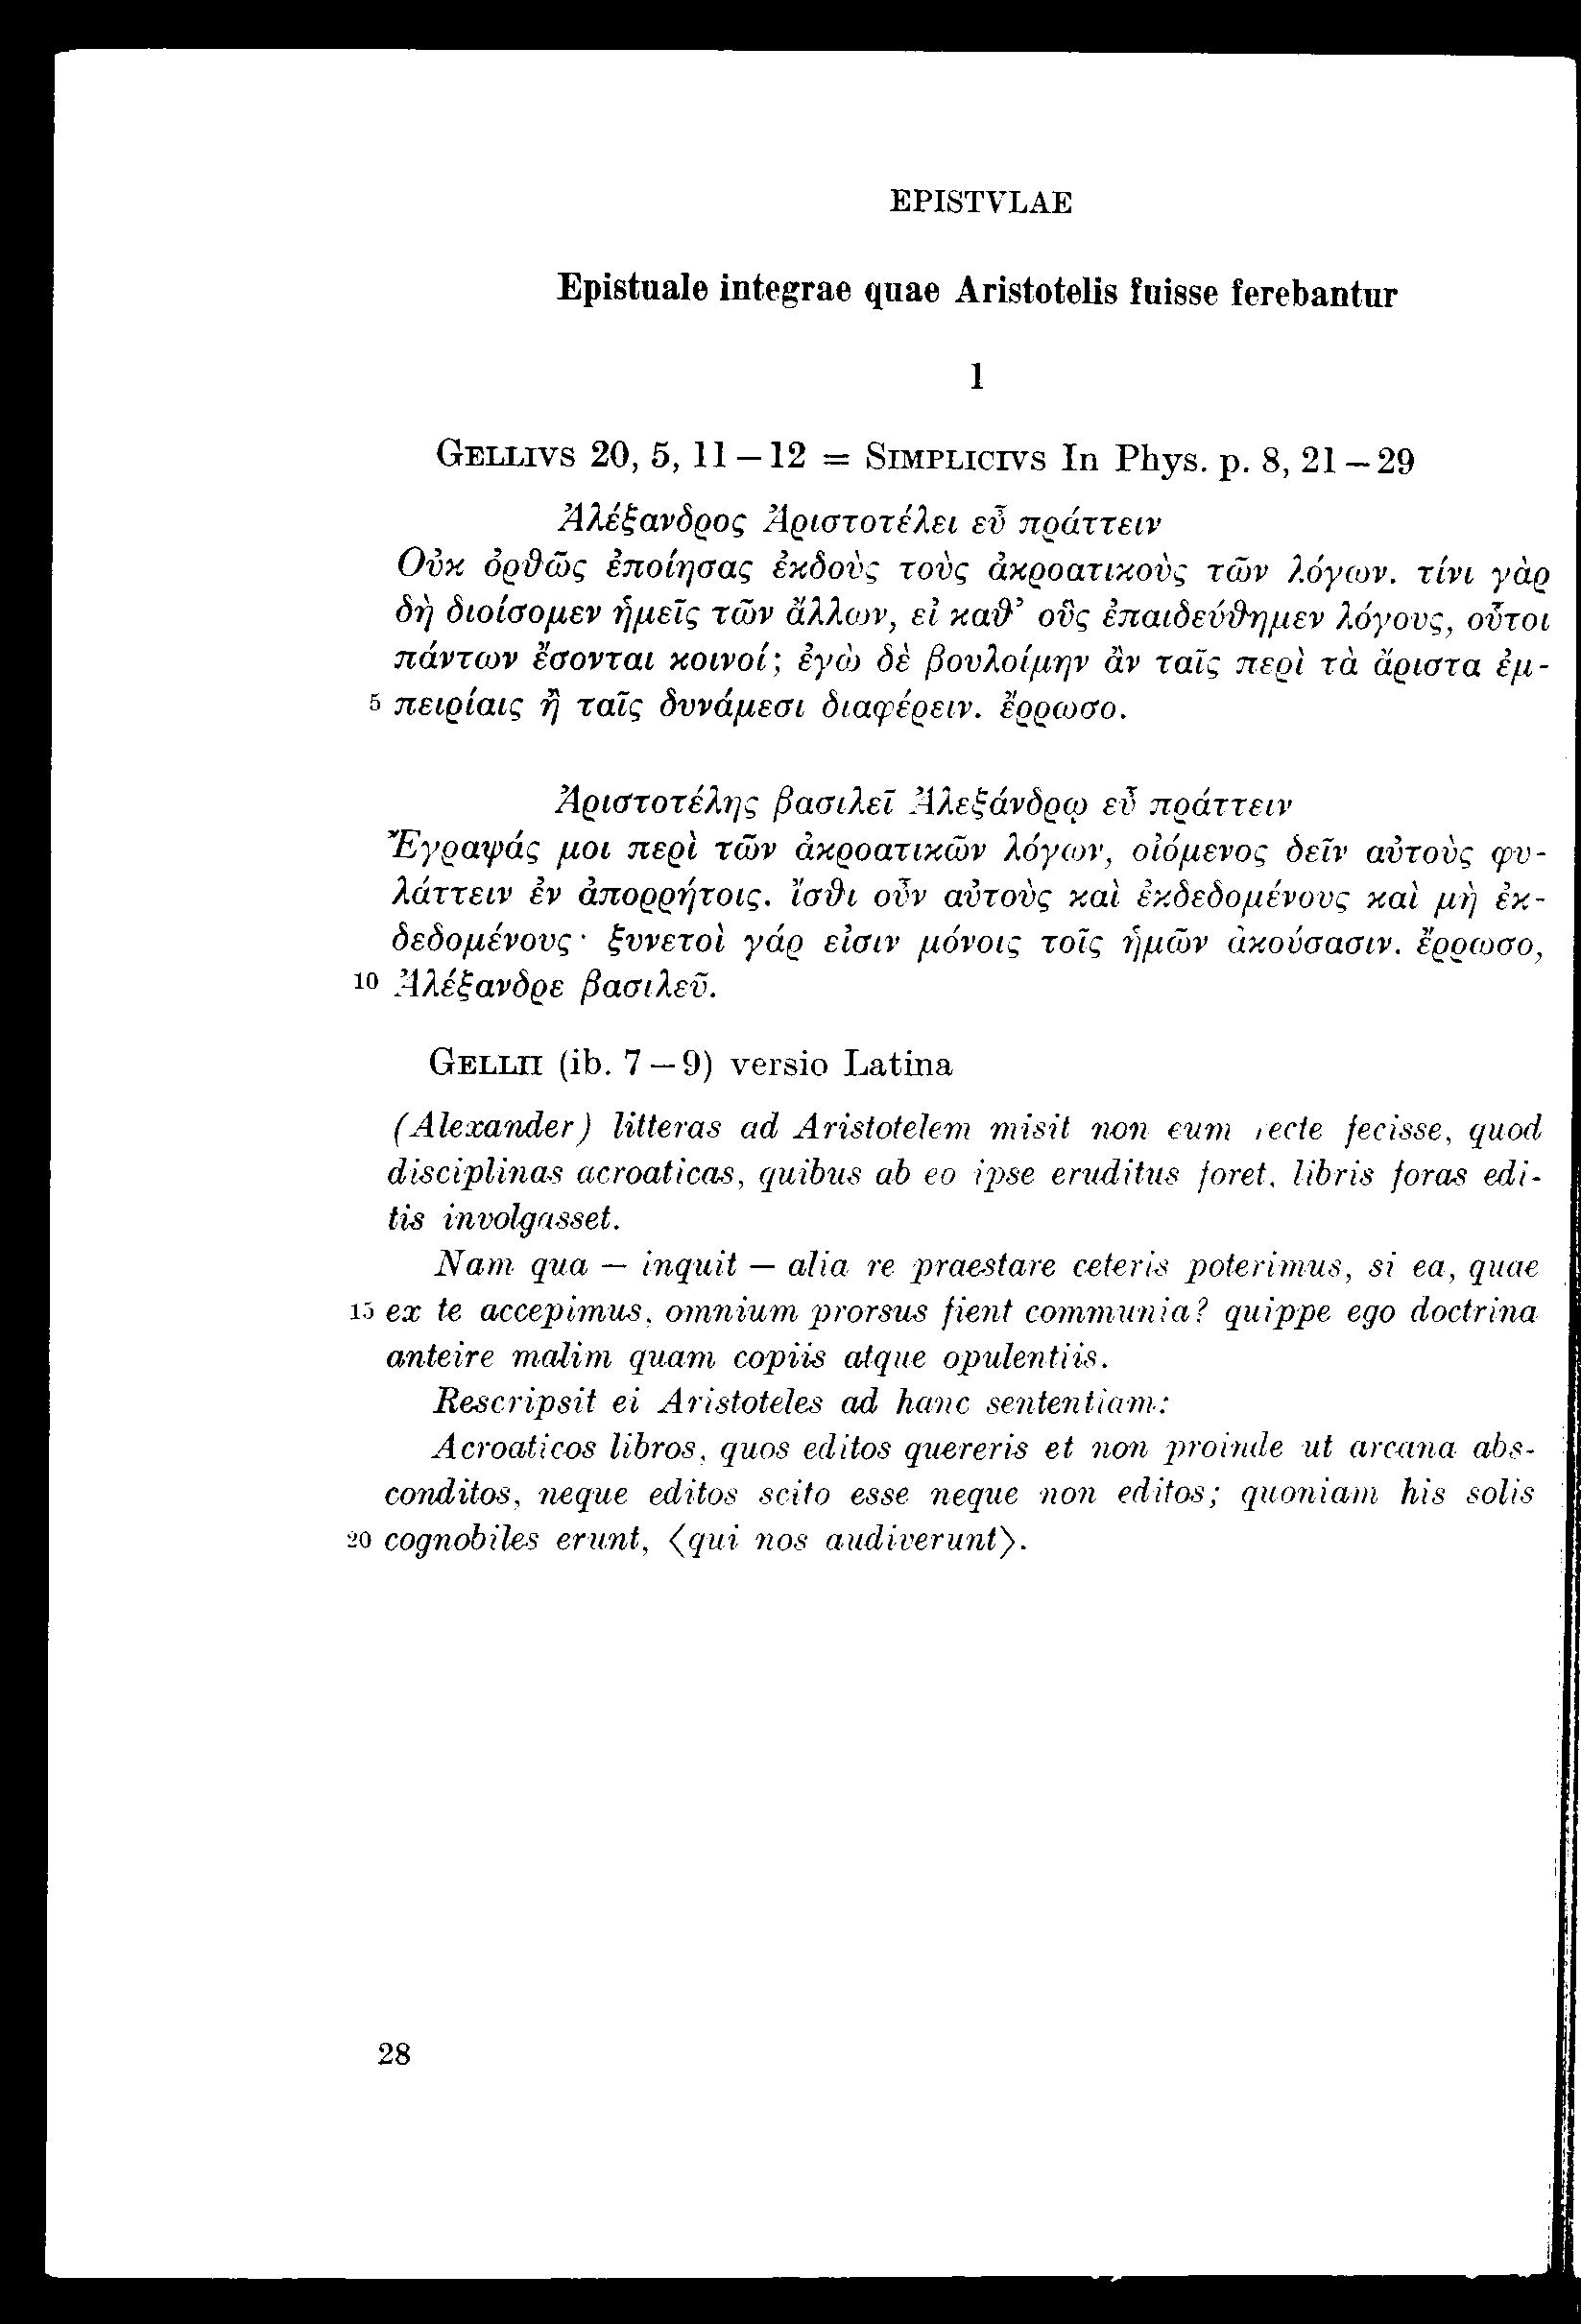 EPISTVLAE
Epistuale integrae quae Aristotelis fuisse ferebantur
1
GELLIVS 20, 5, 11 – 12 = SIMPLICIVS In Phys. p. 8, 21 – 29
Ἀλέξανδρος Ἀριστοτέλει εὖ πράττειν
Οὐκ ὀρθῶς ἐποίησας ἐκδοὺς τοὺς ἀκροατικοὺς τῶν λόγων. τίνι γὰρ
δὴ διοίσομεν ἡμεῖς τῶν ἄλλων, εἰ καθ’ οὓς ἐπαιδεύθημεν λόγους, οὗτοι
πάντων ἔσονται κοινοί; ἐγὼ δὲ βουλοίμην ἂν ταῖς περὶ τὰ ἄριστα ἐμ-
5 πειρίαις ἢ ταῖς δυνάμεσι διαφέρειν. ἔρρωσο.
Ἀριστοτέλης βασιλεῖ Ἀλεξάνδρῳ εὖ πράττειν
Ἔγραψάς μοι περὶ τῶν ἀκροατικῶν λόγων, οἰόμενος δεῖν αὐτοὺς φυ-
λάττειν ἐν ἀπορρήτοις. ἴσθι οὖν αὐτοὺς καὶ ἐκδεδομένους καὶ μὴ ἐκ-
δεδομένους· ξυνετοὶ γάρ εἰσιν μόνοις τοῖς ἡμῶν ἀκούσασιν. ἔρρωσο,
10 Ἀλέξανδρε βασιλεῦ.
GELLII (ib. 7 – 9) versio Latina
(Alexander) litteras ad Aristotelem misit non eum recte fecisse, quod
disciplinas acroaticas, quibus ab eo ipse eruditus foret, libris foras edi-
tis involgasset.
Nam qua – inquit – alia re praestare ceteris poterimus, si ea, quae
15 ex te accepimus, omnium prorsus fient communia? quippe ego doctrina
anteire malim quam copiis atque opulentiis.
Rescripsit ei Aristoteles ad hanc sententiam:
Acroaticos libros, quos editos quereris et non proinde ut arcana abs-
conditos, neque editos scito esse neque non editos; quoniam his solis
20 cognobiles erunt, ⟨qui nos audiverunt⟩.
28